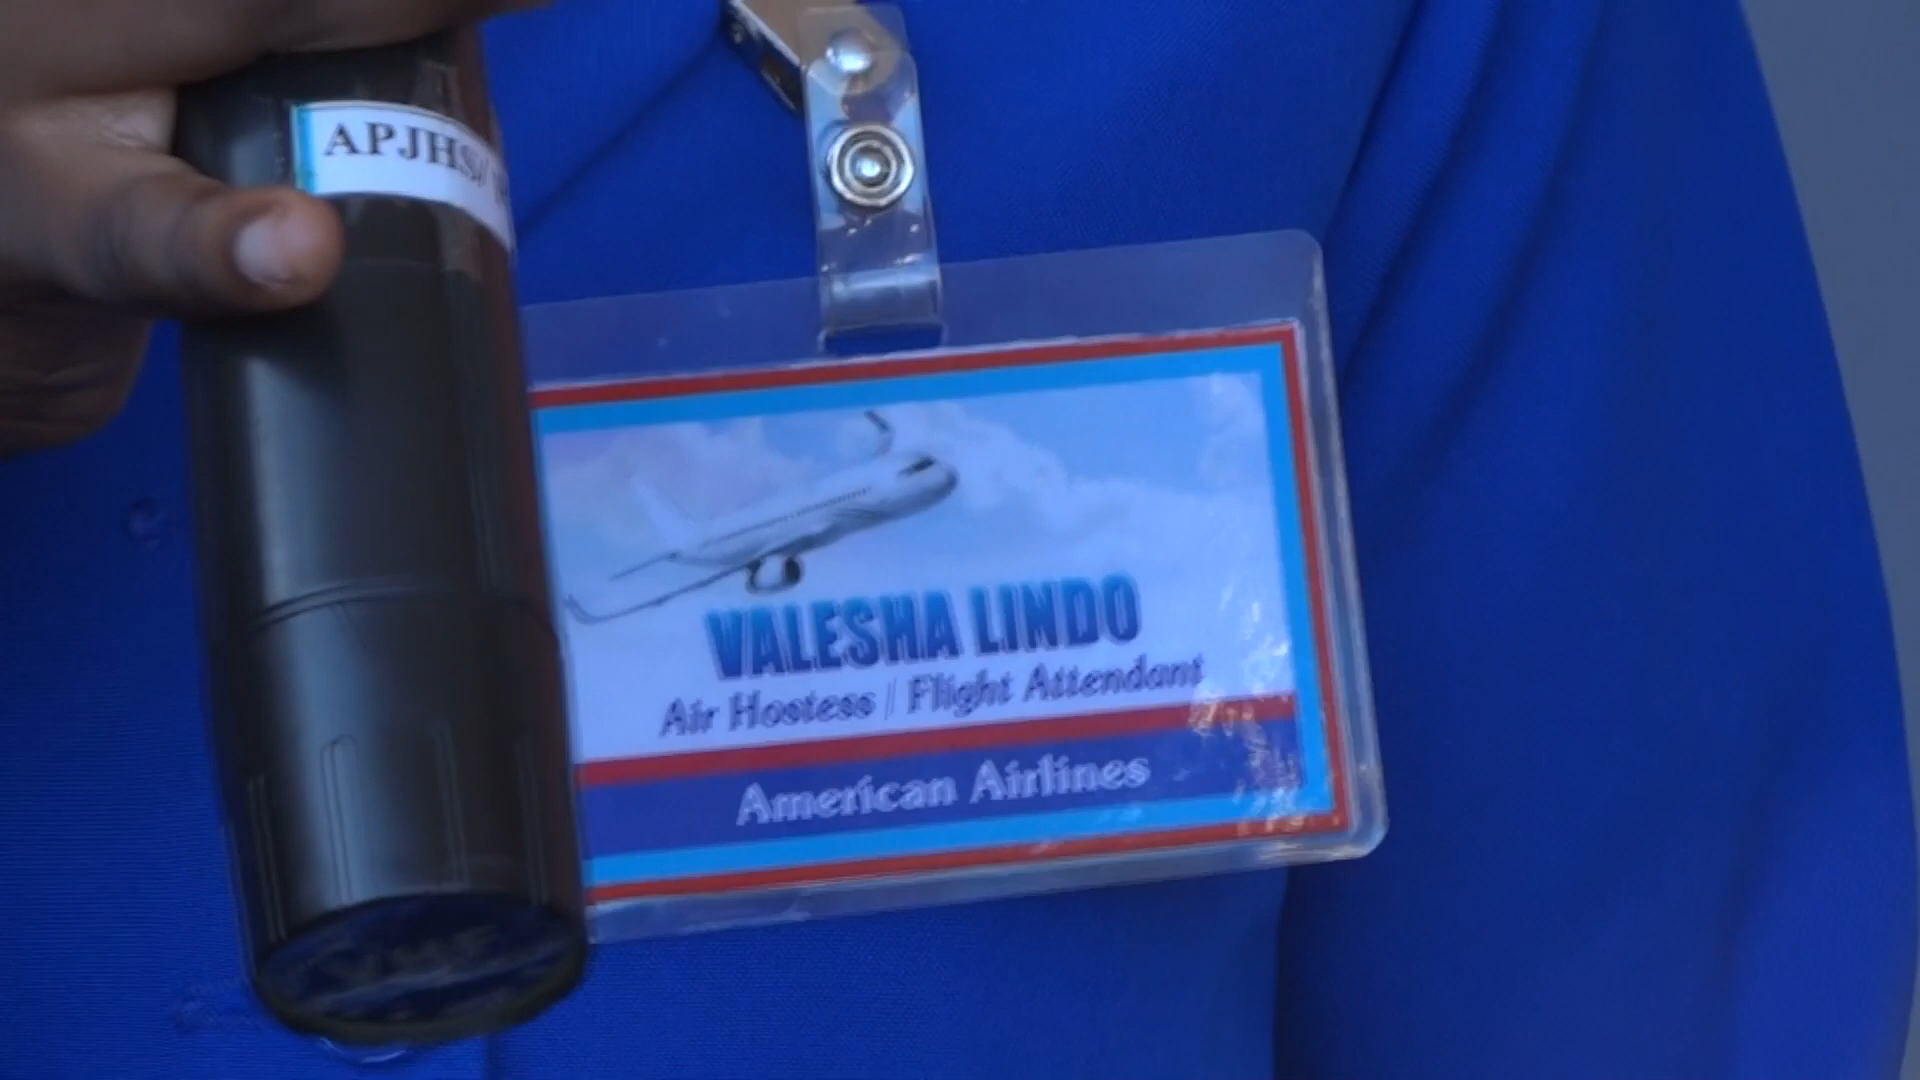 APJHS/
VALESHA LINDO
Air Hostess / Flight Attendant
American Airlines